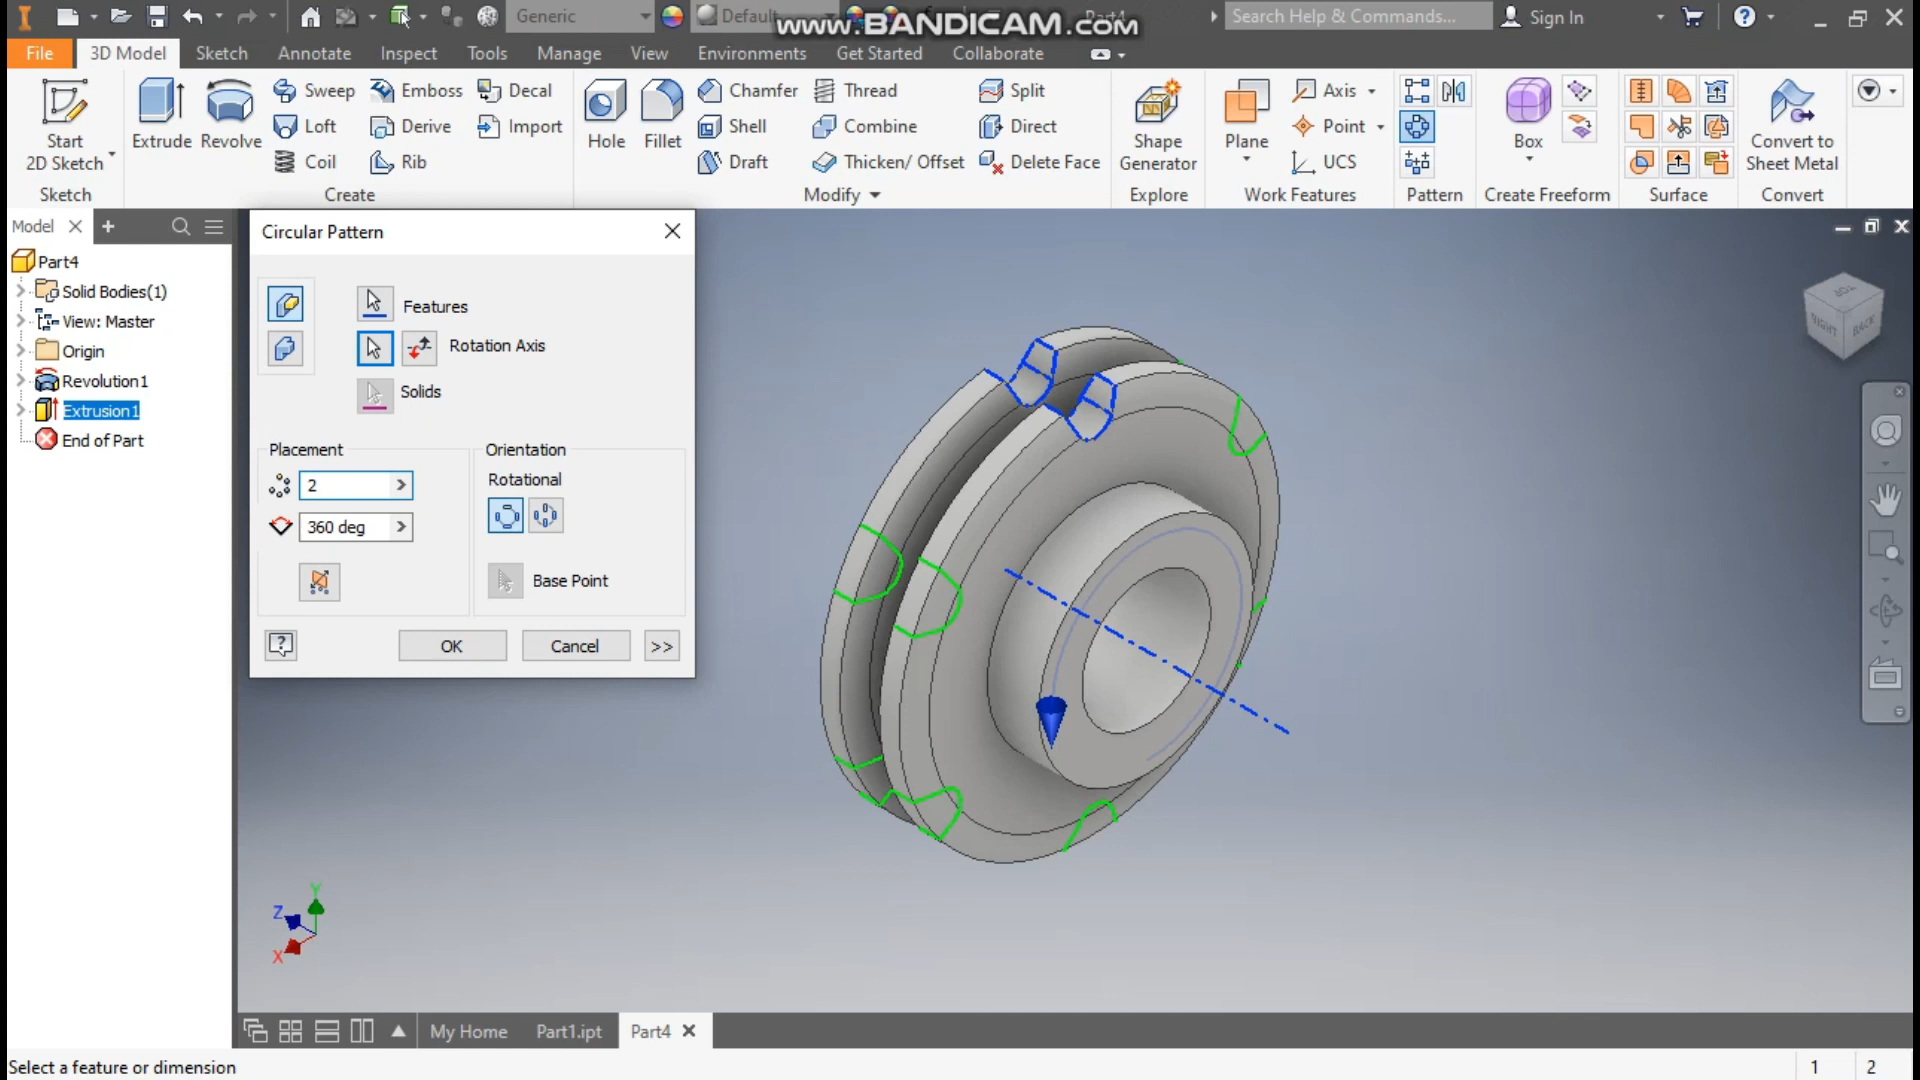 Generic
Default
www.BANDICAM.com
Part4
Search Help & Commands...
Sign In
File
3D Model
Sketch
Annotate
Inspect
Tools
Manage
View
Environments
Get Started
Collaborate
Start
2D Sketch
Sketch
Extrude
Revolve
Sweep
Emboss
Decal
Loft
Derive
Import
Coil
Rib
Create
Hole
Fillet
Chamfer
Thread
Split
Shell
Combine
Direct
Draft
Thicken/ Offset
Delete Face
Modify
Shape
Generator
Explore
Plane
Axis
Point
UCS
Work Features
Pattern
Box
Create Freeform
Surface
Convert to
Sheet Metal
Convert
Model
Part4
Solid Bodies(1)
View: Master
Origin
Revolution1
Extrusion1
End of Part
Circular Pattern
Features
Rotation Axis
Solids
Placement
2
360 deg
Orientation
Rotational
Base Point
OK
Cancel
>>
TOP
RIGHT
BACK
Y
Z
X
My Home
Part1.ipt
Part4
Select a feature or dimension
1
2